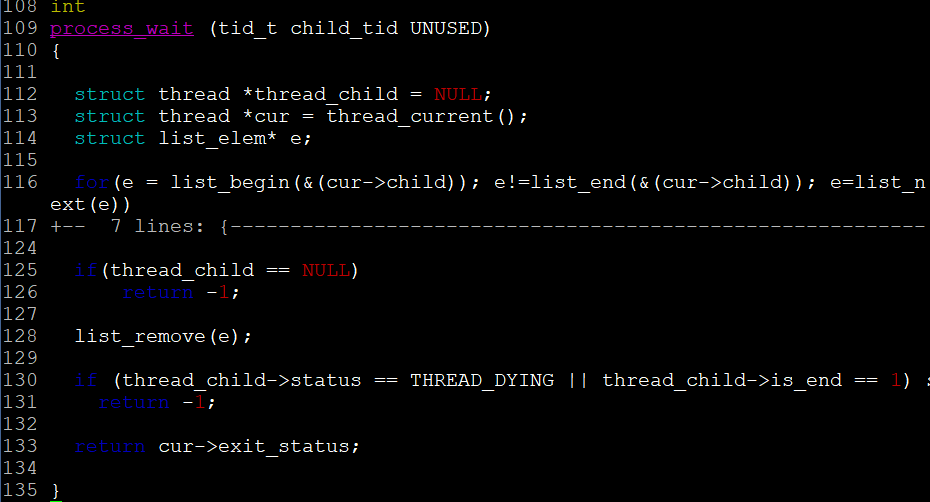 108 int
109 process_wait (tid_t child_tid UNUSED)
110 {
111
112   struct thread *thread_child = NULL;
113   struct thread *cur = thread_current();
114   struct list_elem* e;
115
116   for(e = list_begin(&(cur->child)); e!=list_end(&(cur->child)); e=list_n
ext(e))
117 +--  7 lines: {----------------------------------------------------------
124
125   if(thread_child == NULL)
126       return -1;
127
128   list_remove(e);
129
130   if (thread_child->status == THREAD_DYING || thread_child->is_end == 1)
131     return -1;
132
133   return cur->exit_status;
134
135 }